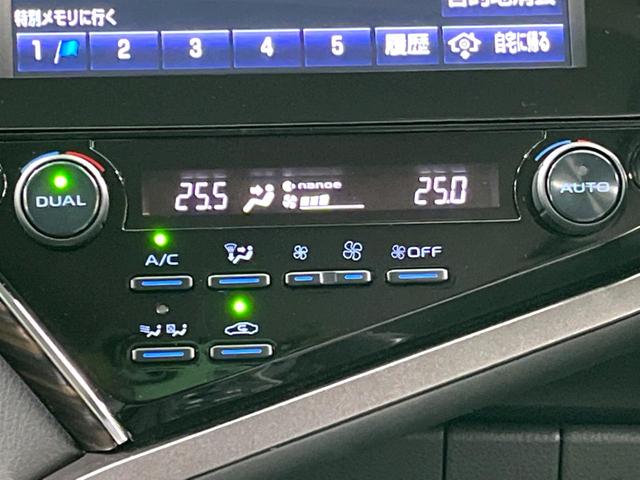 特別メモリに行く
1 / 2 3 4 5 履歴 自宅に帰る
DUAL 25.5 nanoe 25.0 AUTO
A/C OFF